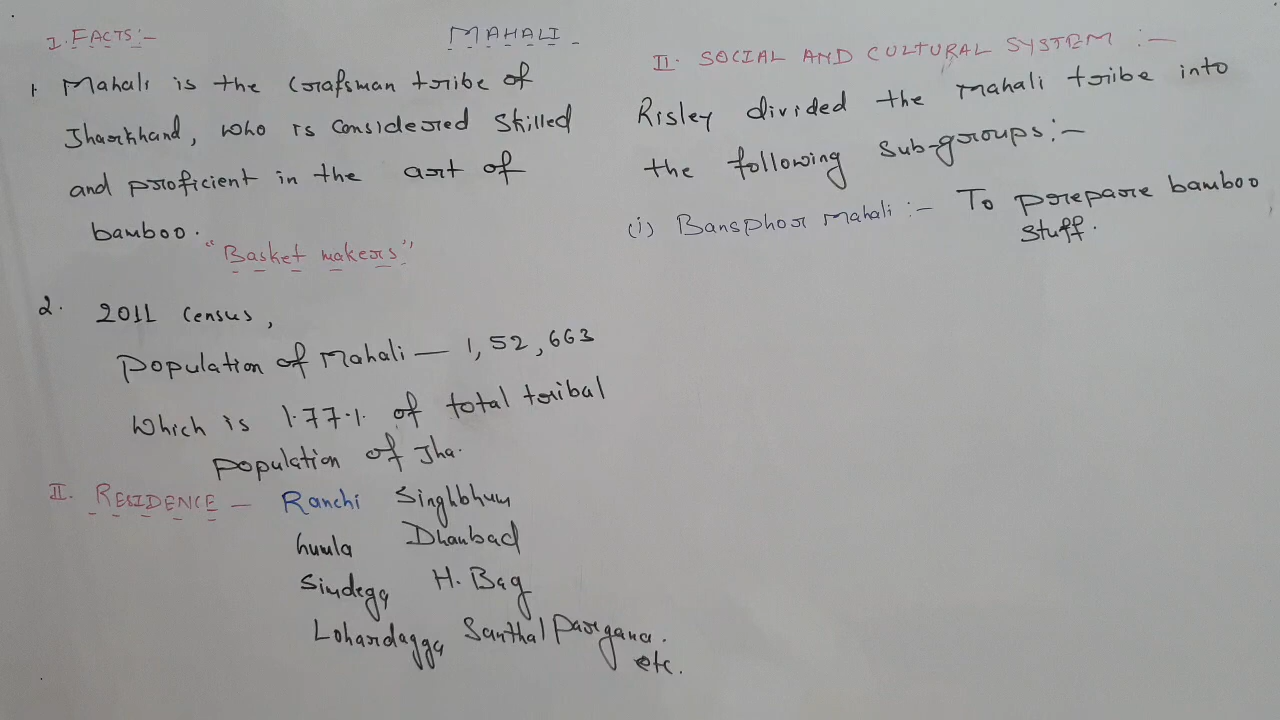 MAHALI
I. FACTS:-
1. Mahali is the Crafsman tribe of
Jharkhand, who is considered skilled
and proficient in the art of
bamboo.
"Basket makers"
2. 2011 Census,
Population of Mahali — 1,52,663
Which is 1.77% of total tribal
population of Jha.
II. RESIDENCE — Ranchi Singhbhum
Gumla Dhanbad
Simdega H. Bag
Lohardagga Santhal Pargana.
etc.
II. SOCIAL AND CULTURAL SYSTEM :-
Risley divided the Mahali tribe into
the following sub-groups:-
(i) Bansphor Mahali :- To prepare bamboo
stuff.